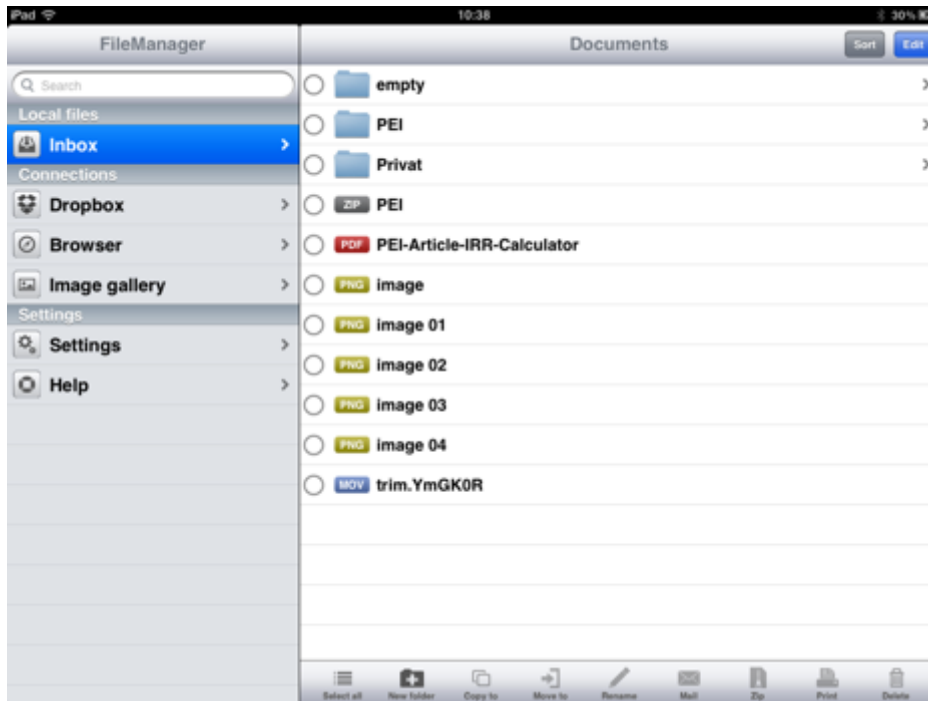 iPad 10:38 30%
FileManager
Documents
Sort
Edit
Search
Local files
Inbox
Connections
Dropbox
Browser
Image gallery
Settings
Settings
Help
empty
PEI
Privat
ZIP PEI
PDF PEI-Article-IRR-Calculator
PNG image
PNG image 01
PNG image 02
PNG image 03
PNG image 04
MOV trim.YmGK0R
Select all
New folder
Copy to
Move to
Rename
Mail
Zip
Print
Delete